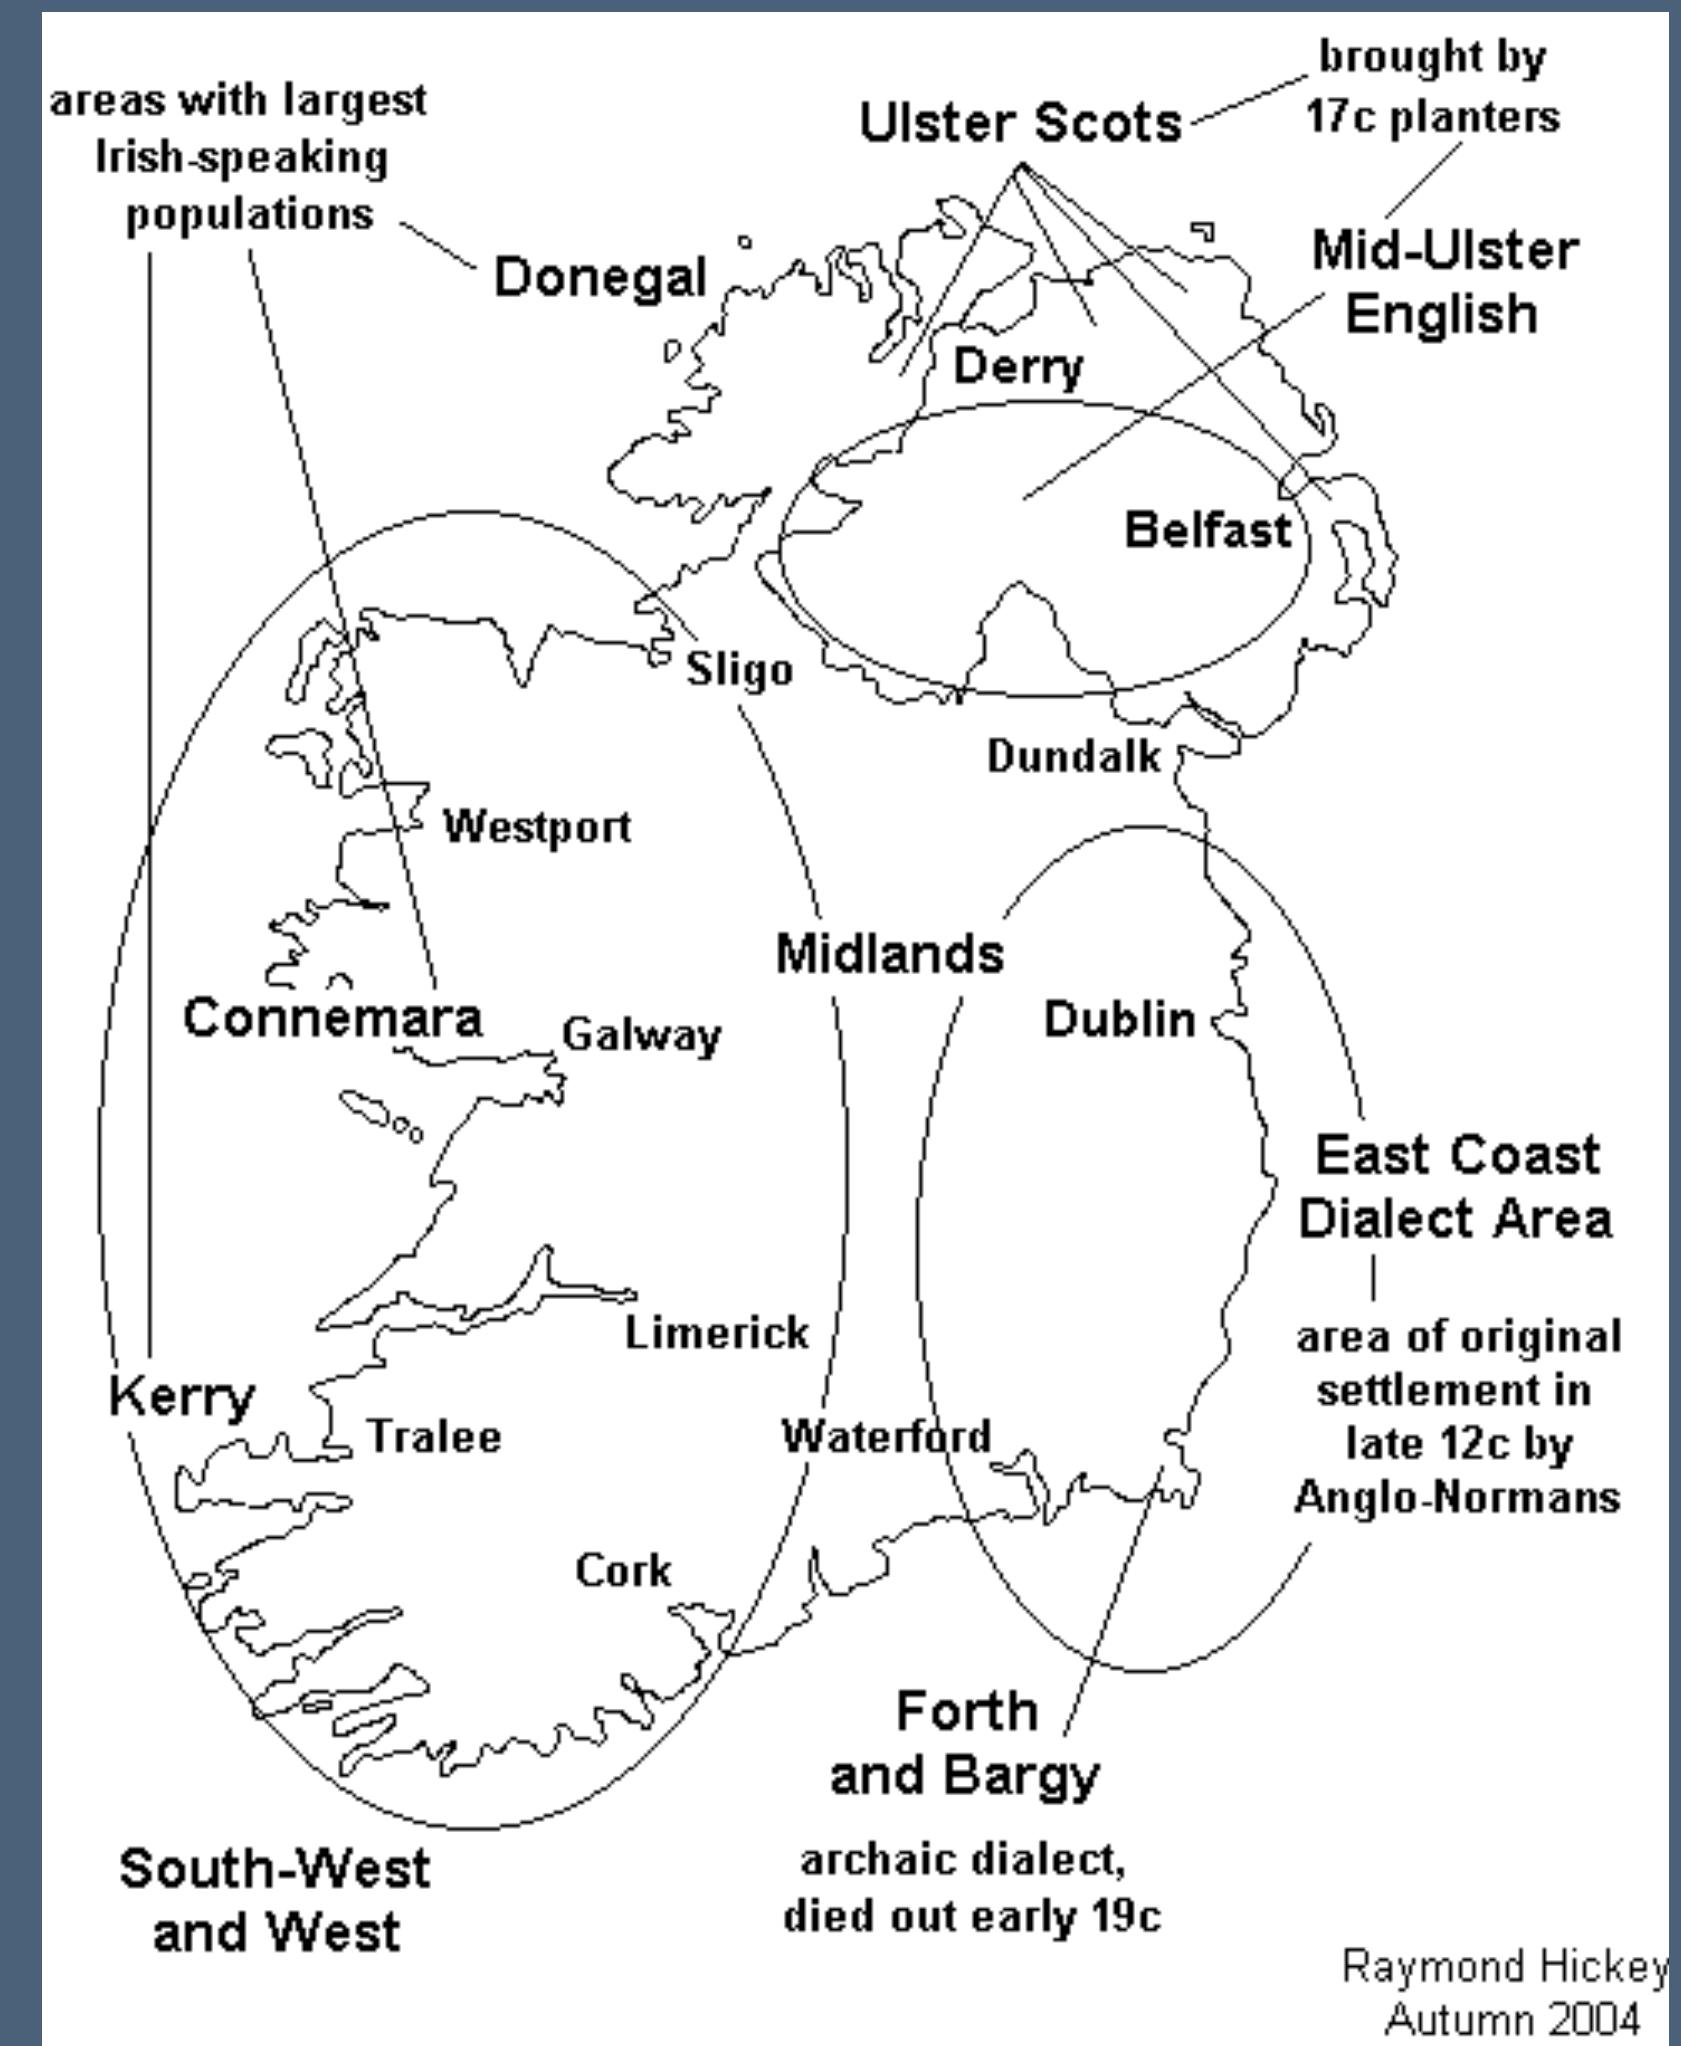 areas with largest
Irish-speaking
populations
Ulster Scots
brought by
17c planters
Mid-Ulster
English
Donegal
Derry
Belfast
Sligo
Dundalk
Westport
Midlands
Connemara
Galway
Dublin
East Coast
Dialect Area
area of original
settlement in
late 12c by
Anglo-Normans
Limerick
Kerry
Tralee
Waterford
Cork
Forth
and Bargy
archaic dialect,
died out early 19c
South-West
and West
Raymond Hickey
Autumn 2004